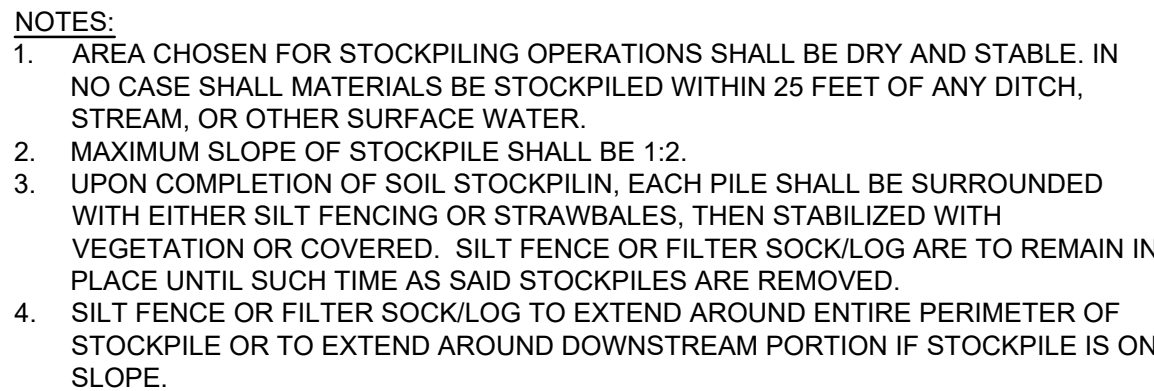 NOTES:
1. AREA CHOSEN FOR STOCKPILING OPERATIONS SHALL BE DRY AND STABLE. IN
NO CASE SHALL MATERIALS BE STOCKPILED WITHIN 25 FEET OF ANY DITCH,
STREAM, OR OTHER SURFACE WATER.
2. MAXIMUM SLOPE OF STOCKPILE SHALL BE 1:2.
3. UPON COMPLETION OF SOIL STOCKPILIN, EACH PILE SHALL BE SURROUNDED
WITH EITHER SILT FENCING OR STRAWBALES, THEN STABILIZED WITH
VEGETATION OR COVERED. SILT FENCE OR FILTER SOCK/LOG ARE TO REMAIN IN
PLACE UNTIL SUCH TIME AS SAID STOCKPILES ARE REMOVED.
4. SILT FENCE OR FILTER SOCK/LOG TO EXTEND AROUND ENTIRE PERIMETER OF
STOCKPILE OR TO EXTEND AROUND DOWNSTREAM PORTION IF STOCKPILE IS ON
SLOPE.